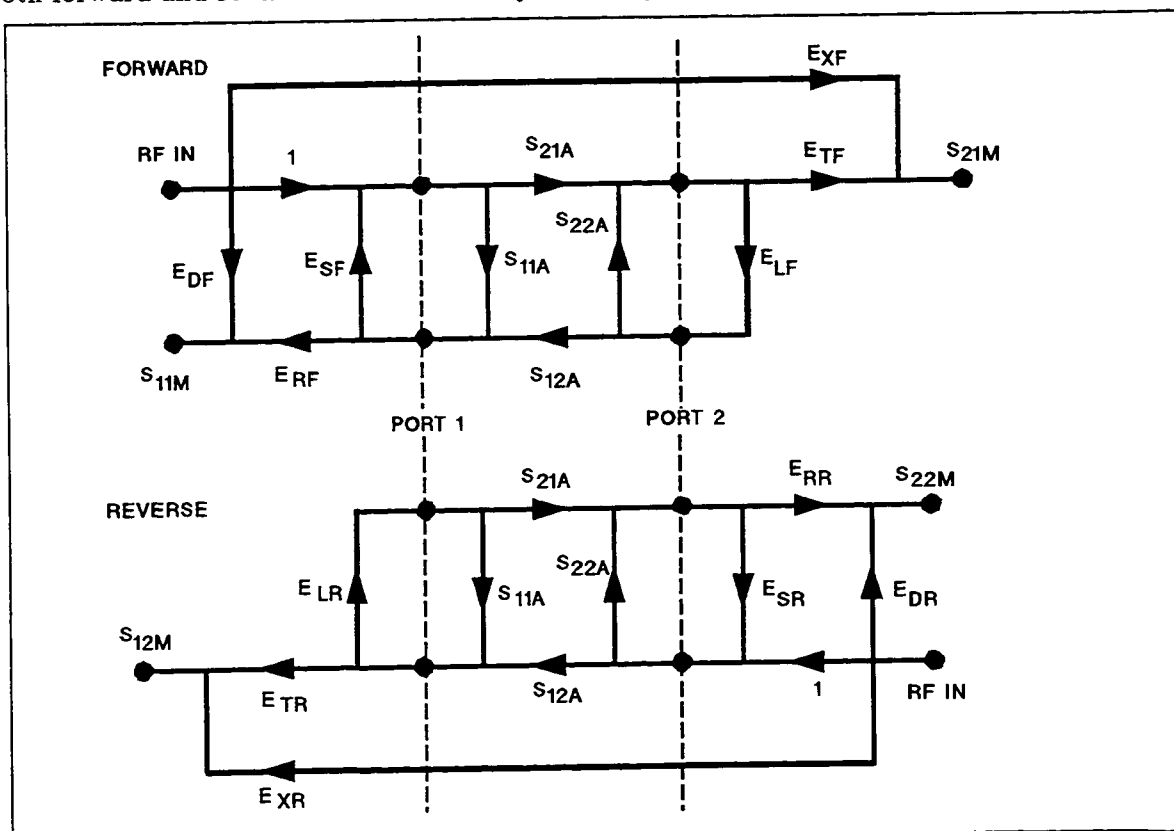 FORWARD
E_XF
RF IN
1
S_21A
E_TF
S_21M
E_DF
E_SF
S_11A
S_22A
E_LF
S_11M
E_RF
S_12A
PORT 1
PORT 2
REVERSE
S_21A
E_RR
S_22M
E_LR
S_11A
S_22A
E_SR
E_DR
S_12M
E_TR
S_12A
1
RF IN
E_XR